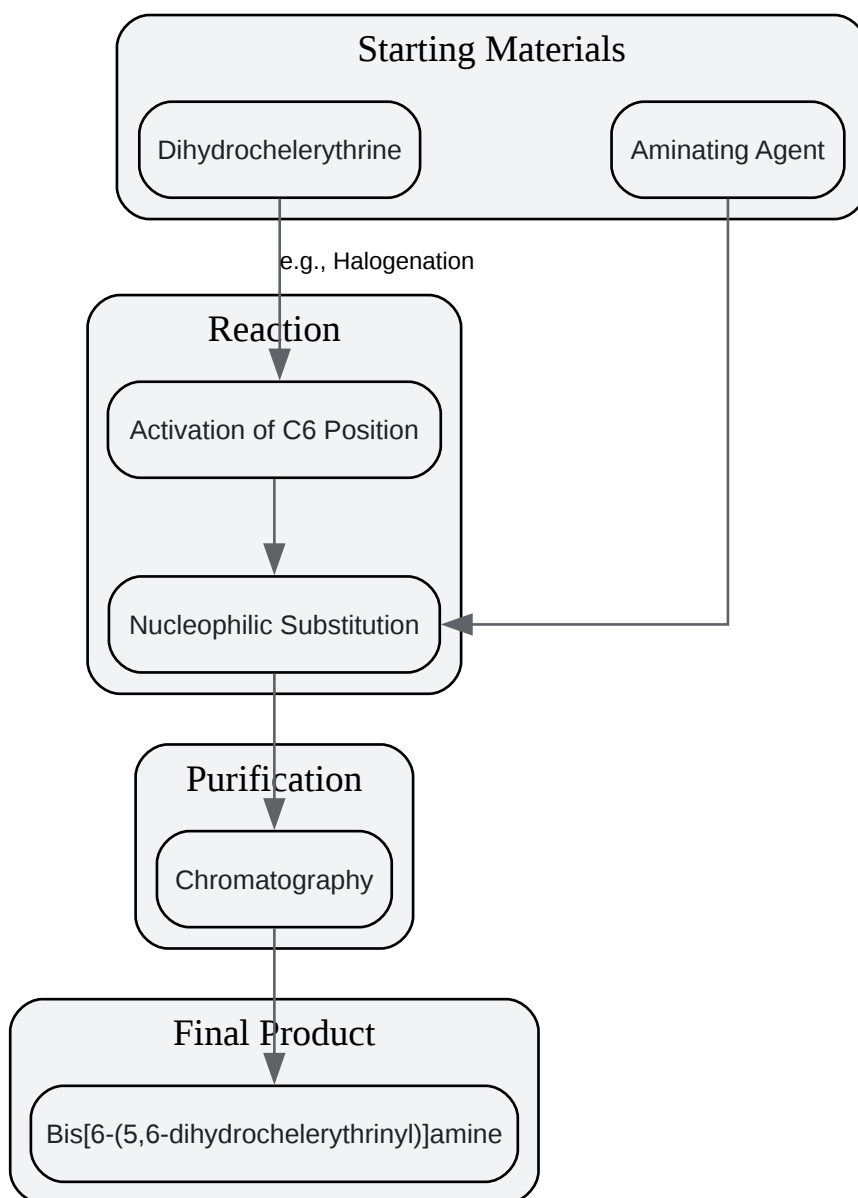 Starting Materials
Dihydrochelerythrine
Aminating Agent
e.g., Halogenation
Reaction
Activation of C6 Position
Nucleophilic Substitution
Purification
Chromatography
Final Product
Bis[6-(5,6-dihydrochelerythrinyl)]amine